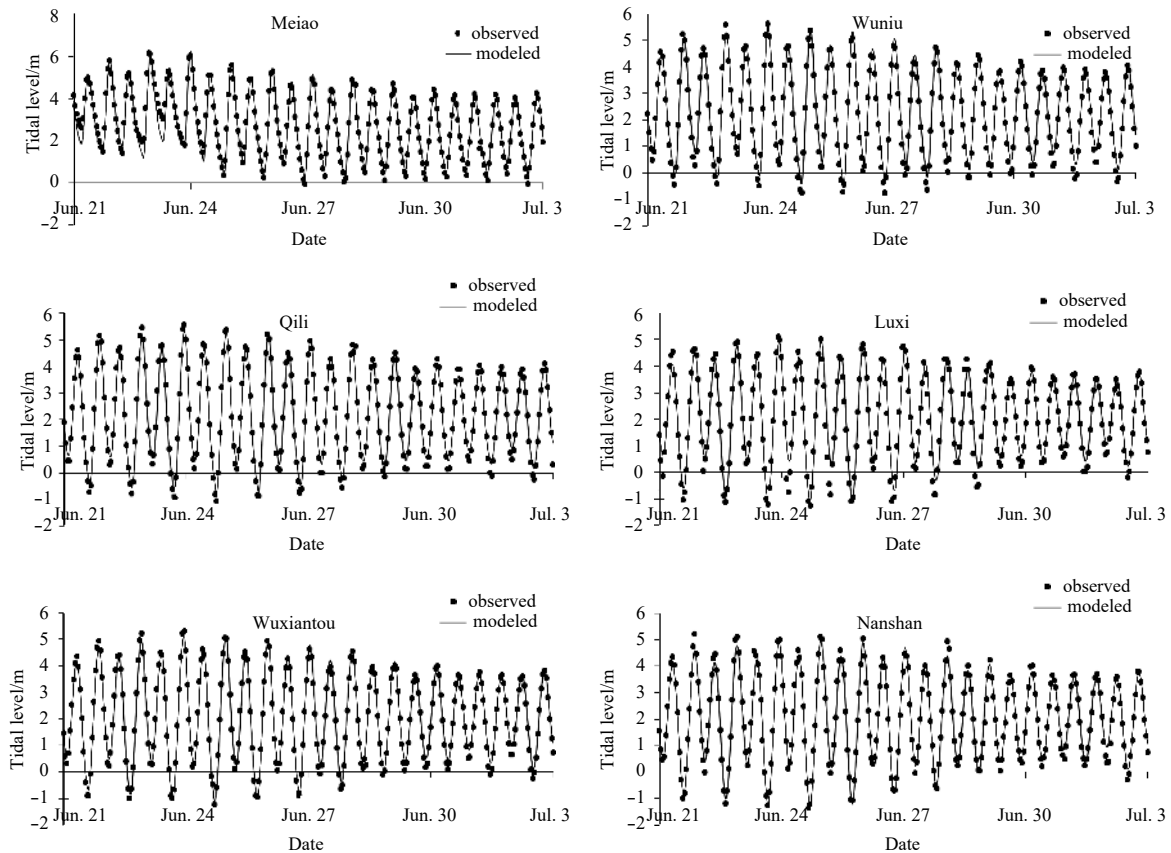 Meiao
observed
modeled
Tidal level/m
8
6
4
2
0
−2
Jun. 21
Jun. 24
Jun. 27
Jun. 30
Jul. 3
Date
Wuniu
observed
modeled
Tidal level/m
6
5
4
3
2
1
0
−1
−2
Jun. 21
Jun. 24
Jun. 27
Jun. 30
Jul. 3
Date
Qili
observed
modeled
Tidal level/m
6
5
4
3
2
1
0
−1
−2
Jun. 21
Jun. 24
Jun. 27
Jun. 30
Jul. 3
Date
Luxi
observed
modeled
Tidal level/m
6
5
4
3
2
1
0
−1
−2
Jun. 21
Jun. 24
Jun. 27
Jun. 30
Jul. 3
Date
Wuxiantou
observed
modeled
Tidal level/m
6
5
4
3
2
1
0
−1
−2
Jun. 21
Jun. 24
Jun. 27
Jun. 30
Jul. 3
Date
Nanshan
observed
modeled
Tidal level/m
6
5
4
3
2
1
0
−1
−2
Jun. 21
Jun. 24
Jun. 27
Jun. 30
Jul. 3
Date